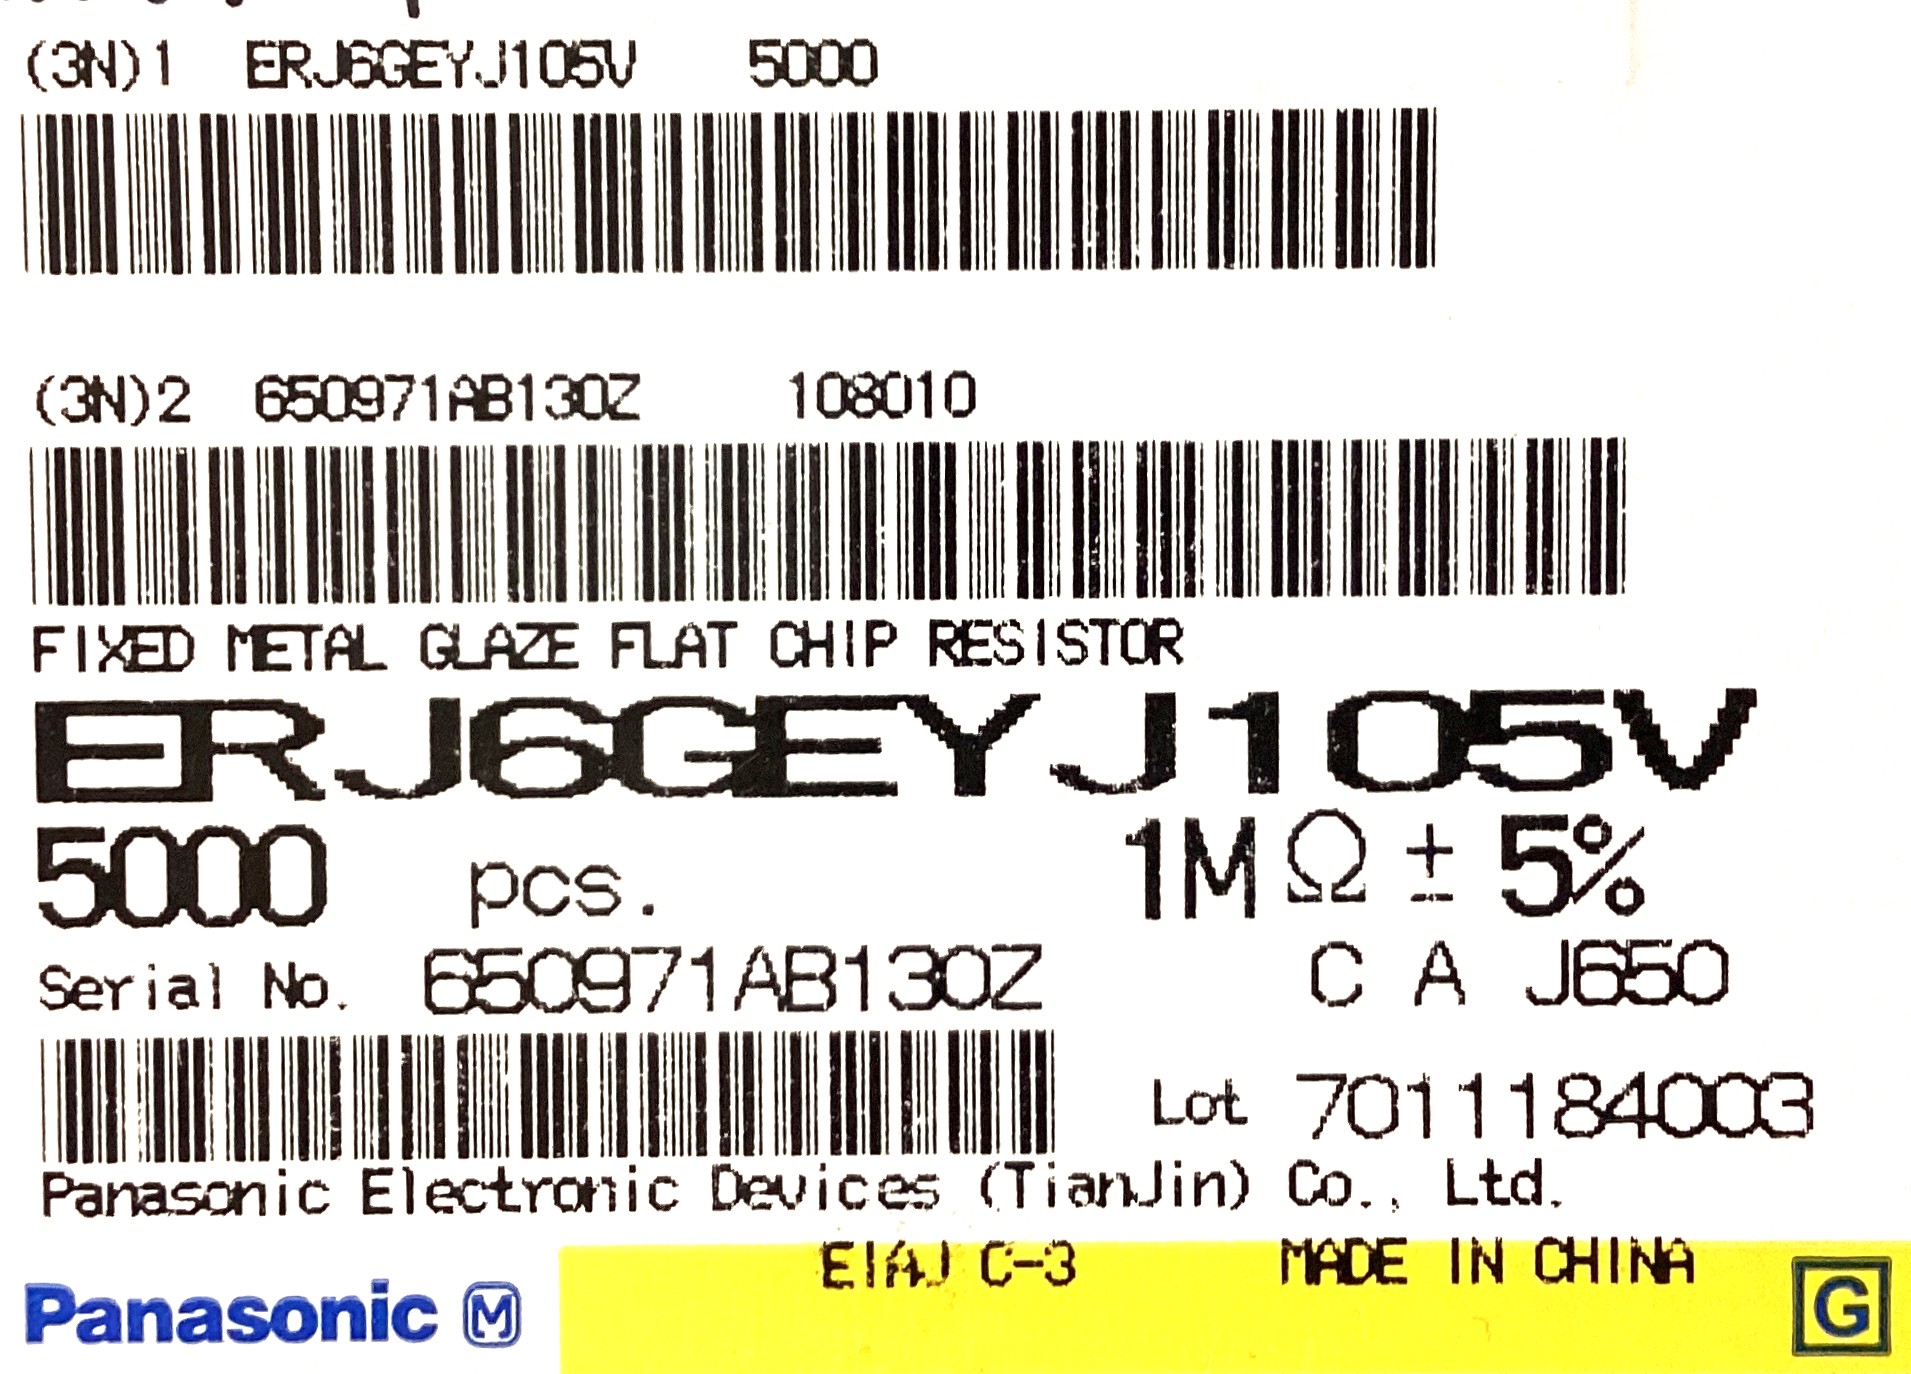 (3N)1 ERJ6GEYJ105V 5000
(3N)2 650971AB130Z 108010
FIXED METAL GLAZE FLAT CHIP RESISTOR
ERJ6GEYJ105V
5000 pcs. 1MΩ ± 5%
Serial No. 650971AB130Z C A J650
Lot 7011184003
Panasonic Electronic Devices (TianJin) Co., Ltd.
EIAJ C-3 MADE IN CHINA
Panasonic M G